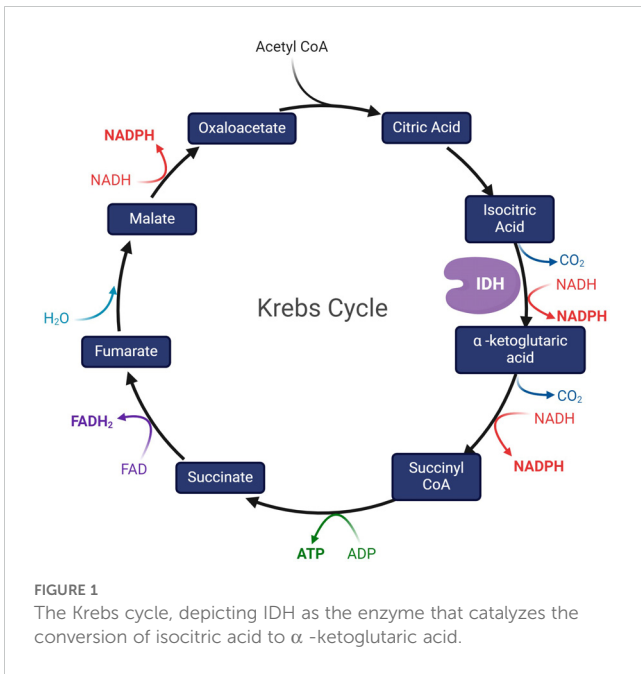 Acetyl CoA
Oxaloacetate
Citric Acid
NADPH
NADH
Malate
Isocitric
Acid
CO₂
IDH
NADH
NADPH
Krebs Cycle
H₂O
Fumarate
α -ketoglutaric
acid
CO₂
NADH
NADPH
FADH₂
FAD
Succinate
Succinyl
CoA
ATP
ADP
FIGURE 1
The Krebs cycle, depicting IDH as the enzyme that catalyzes the
conversion of isocitric acid to α -ketoglutaric acid.